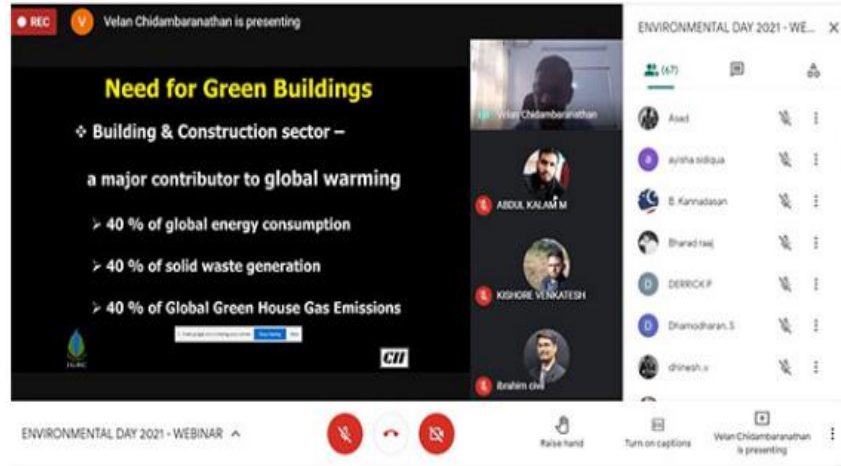 REC
V
Velan Chidambaranathan is presenting
ENVIRONMENTAL DAY 2021 - WE...
(67)
Need for Green Buildings
❖ Building & Construction sector –
a major contributor to global warming
➢ 40 % of global energy consumption
➢ 40 % of solid waste generation
➢ 40 % of Global Green House Gas Emissions
CII
Velan Chidambaranathan
ABDUL KALAM M
KISHORE VENKATESH
ibrahim civil
Asad
a
ayisha sidiqua
B. Kannadasan
Bharad raaj
D
DERRICK P
D
Dhamodharan. S
dhinesh.v
ENVIRONMENTAL DAY 2021 - WEBINAR
Raise hand
Turn on captions
Velan Chidambaranathan
is presenting